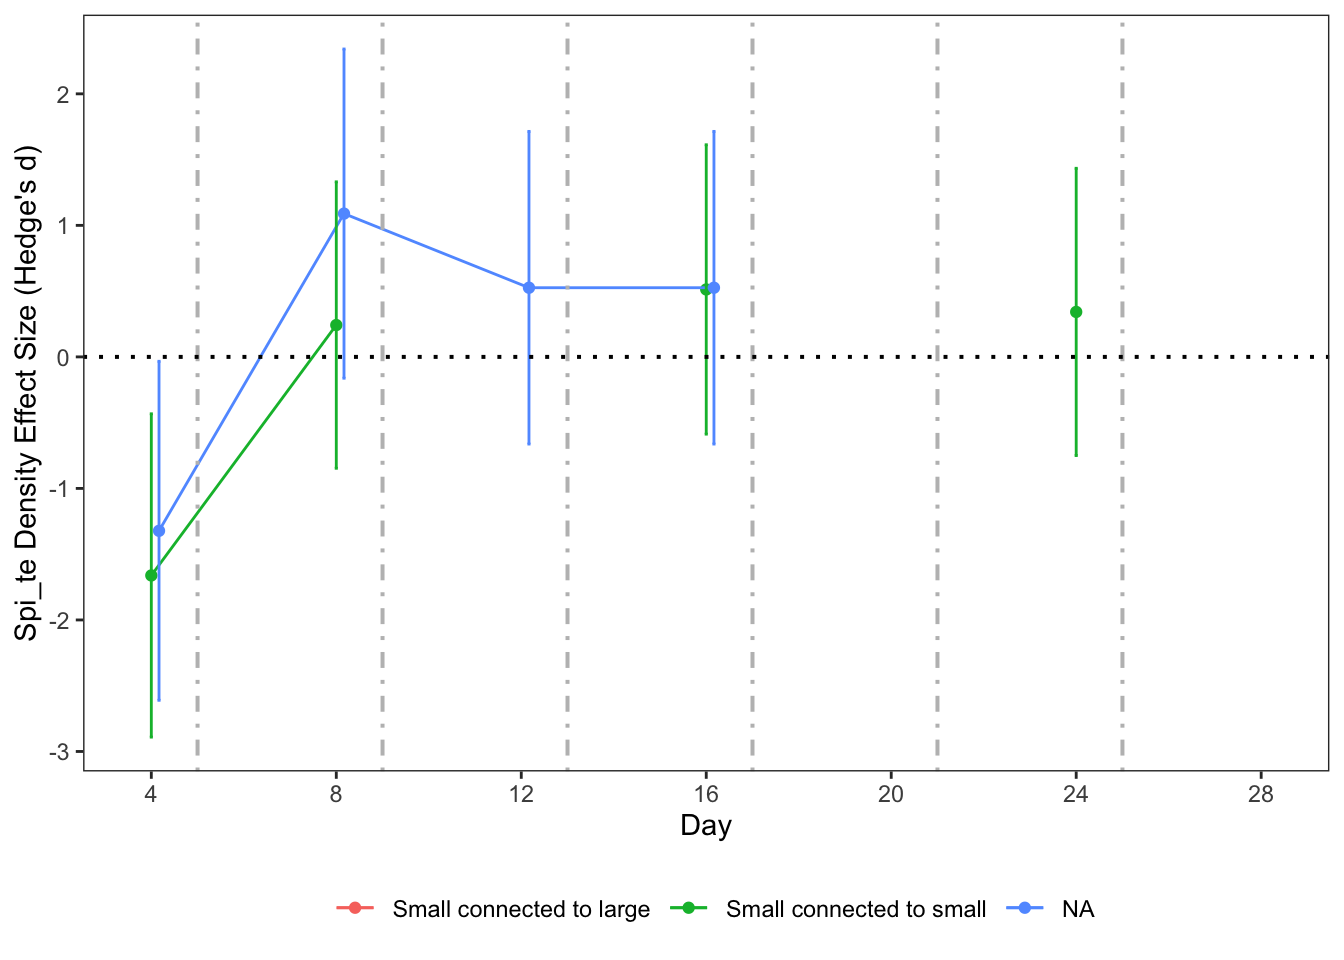 Spi_te Density Effect Size (Hedge's d)
2
1
0
-1
-2
-3
4 8 12 16 20 24 28
Day
Small connected to large Small connected to small NA